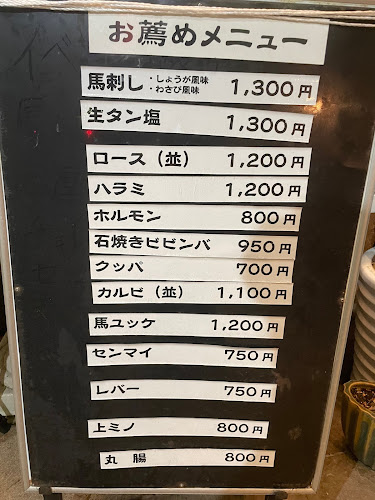 お薦めメニュー
馬刺し ・しょうが風味 ・わさび風味 1,300円
生タン塩 1,300円
ロース（並） 1,200円
ハラミ 1,200円
ホルモン 800円
石焼きビビンバ 950円
クッパ 700円
カルビ（並） 1,100円
馬ユッケ 1,200円
センマイ 750円
レバー 750円
上ミノ 800円
丸腸 800円